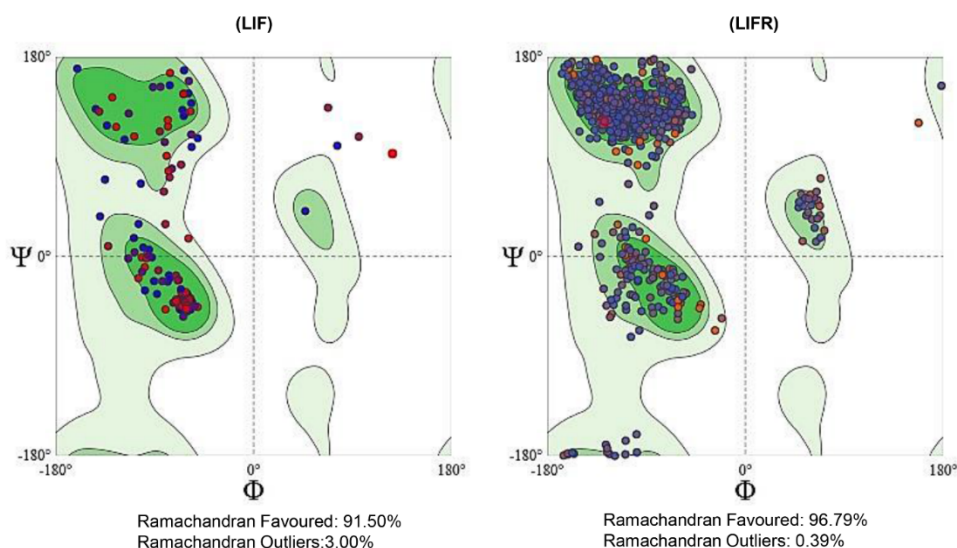 (LIF)
180°
Ψ
0°
-180°
-180°
0°
180°
Φ
Ramachandran Favoured: 91.50%
Ramachandran Outliers:3.00%
(LIFR)
180°
Ψ
0°
-180°
-180°
0°
180°
Φ
Ramachandran Favoured: 96.79%
Ramachandran Outliers: 0.39%